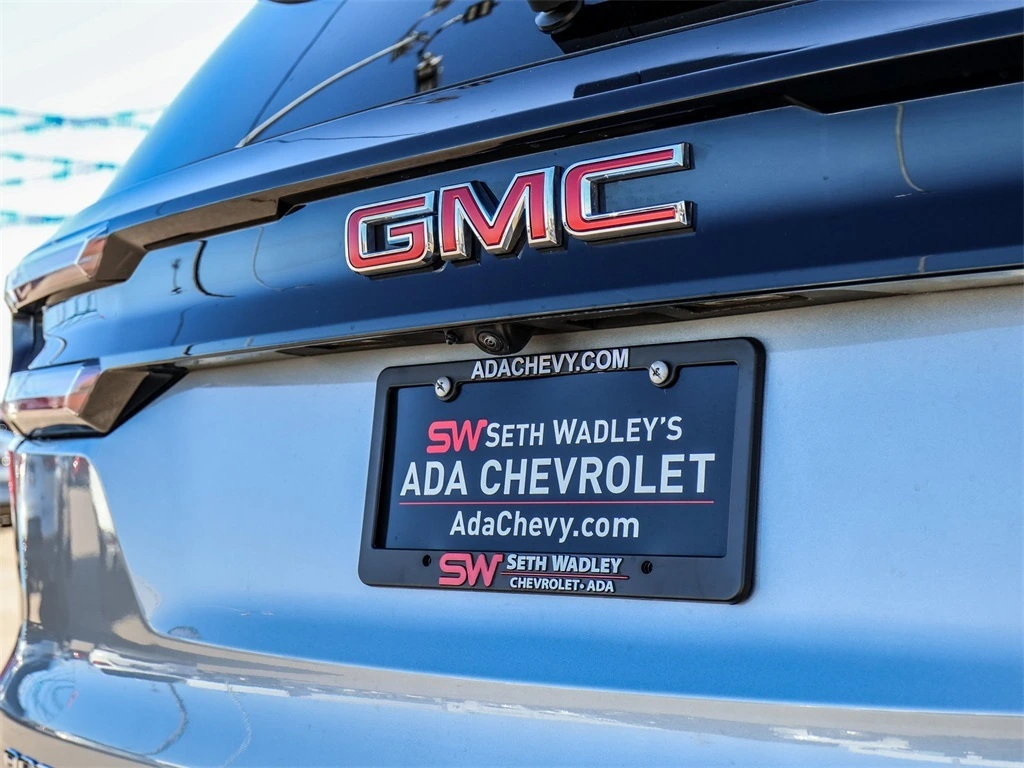 GMC
ADACHEVY.COM
SW SETH WADLEY'S
ADA CHEVROLET
AdaChevy.com
SW SETH WADLEY
CHEVROLET • ADA